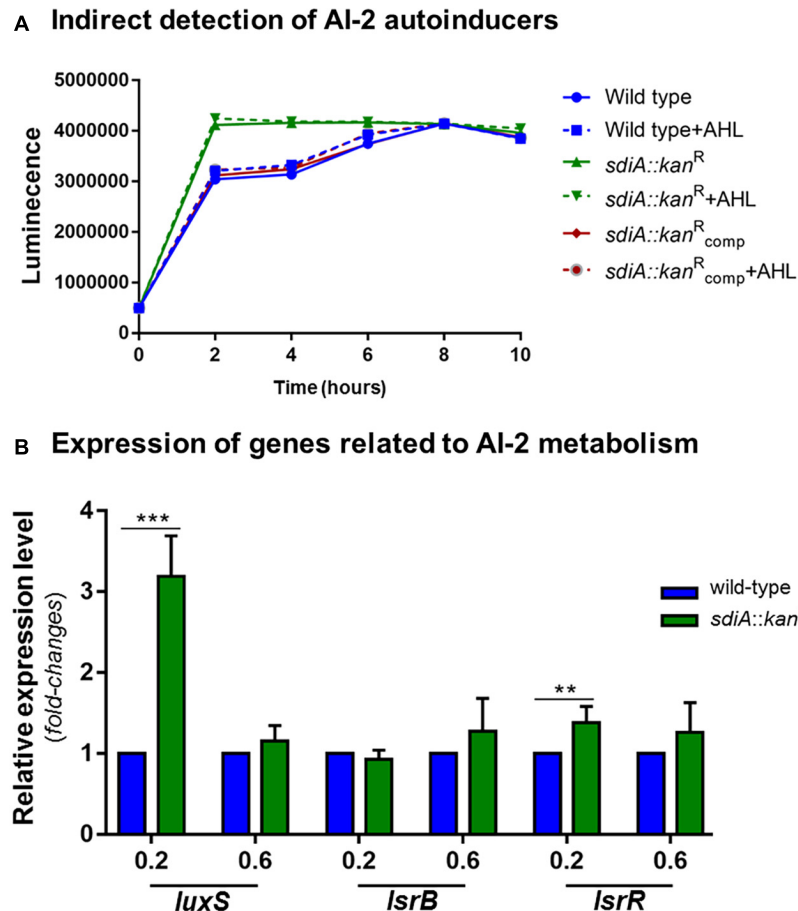 A Indirect detection of AI-2 autoinducers
Luminecence
5000000
4000000
3000000
2000000
1000000
0
0 2 4 6 8 10
Time (hours)
Wild type
Wild type+AHL
sdiA::kanR
sdiA::kanR+AHL
sdiA::kanRcomp
sdiA::kanRcomp+AHL
B Expression of genes related to AI-2 metabolism
Relative expression level
(fold-changes)
4
3
2
1
0
***
**
wild-type
sdiA::kan
0.2 0.6 0.2 0.6 0.2 0.6
luxS lsrB lsrR